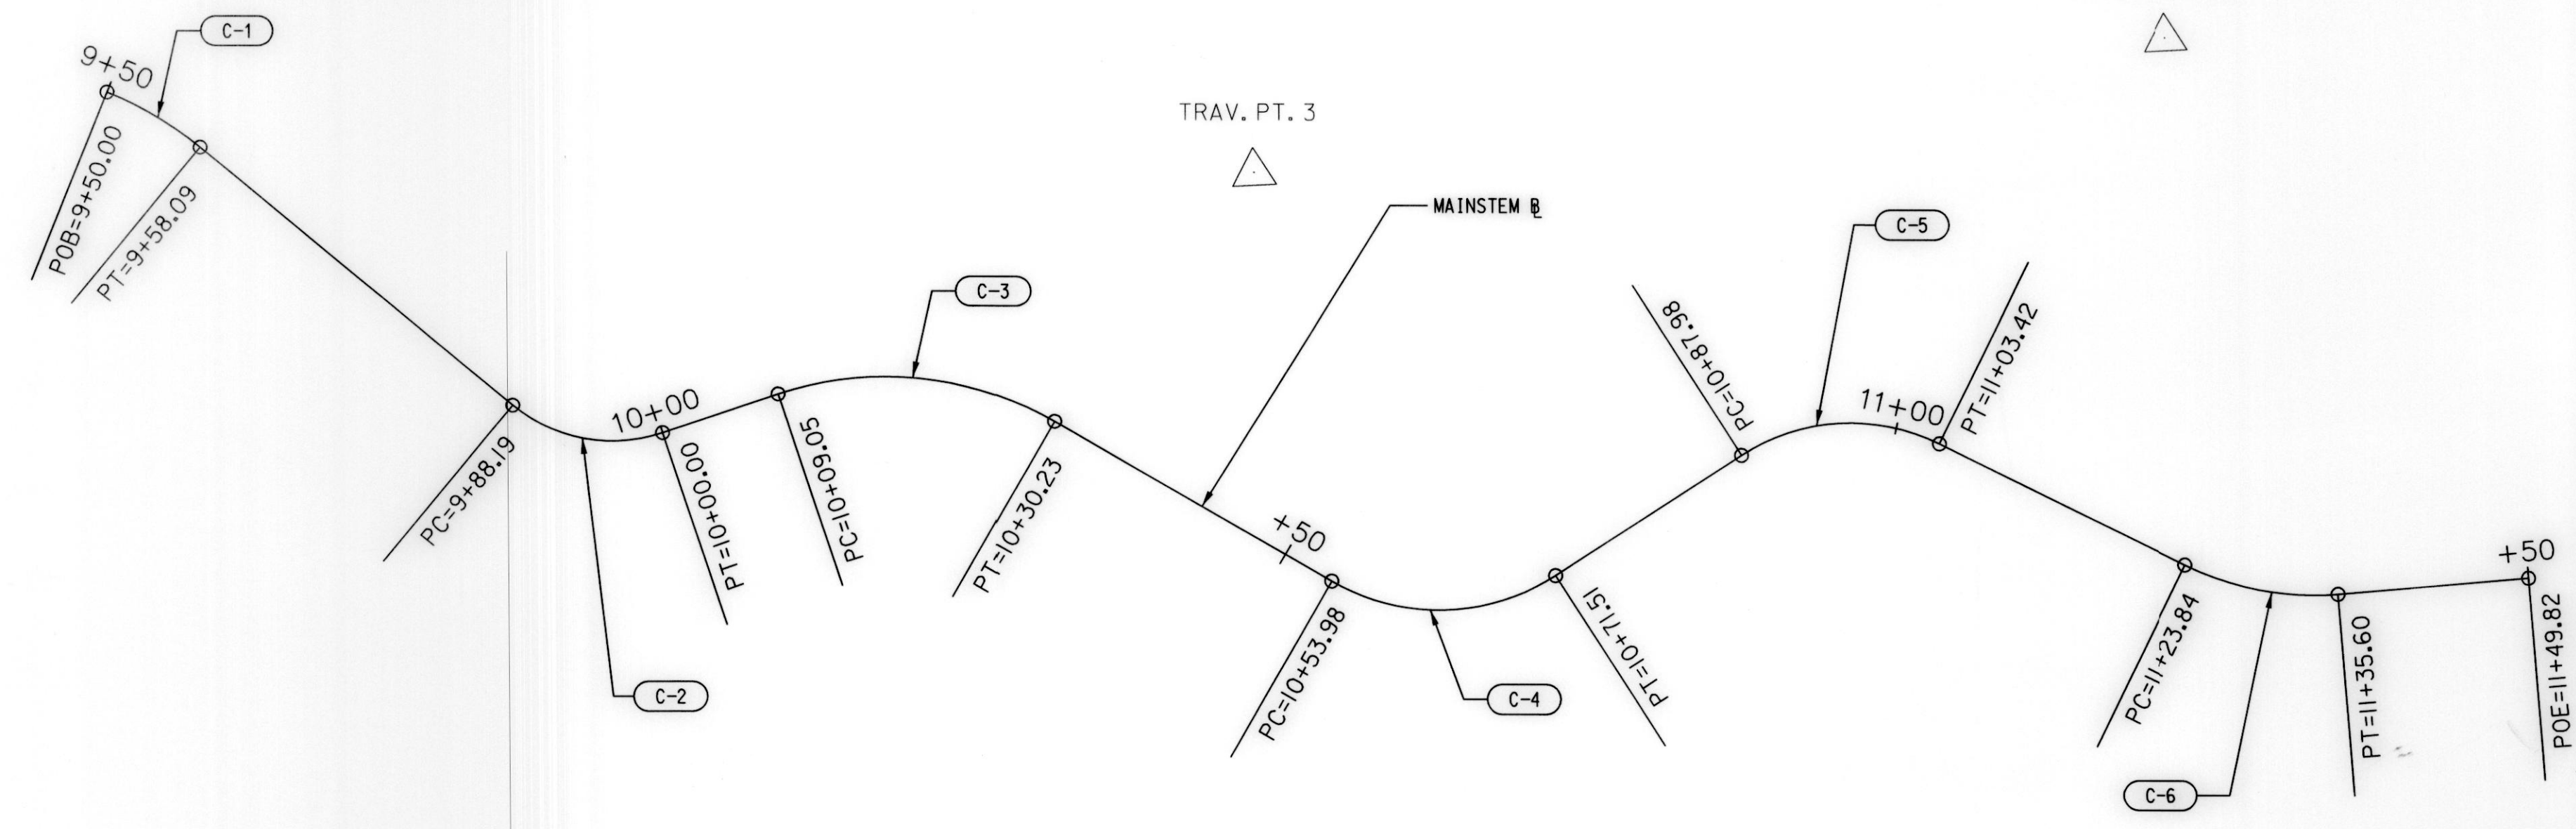 C-1
9+50
POB=9+50.00
PT=9+58.09
TRAV. PT. 3
MAINSTEM BL
C-5
C-3
PC=10+87.98
11+00
PT=11+03.42
10+00
PC=9+88.19
PT=10+00.00
PC=10+09.05
PT=10+30.23
+50
PC=10+53.98
PT=10+71.51
C-2
C-4
+50
PC=11+23.84
PT=11+35.60
POE=11+49.82
C-6